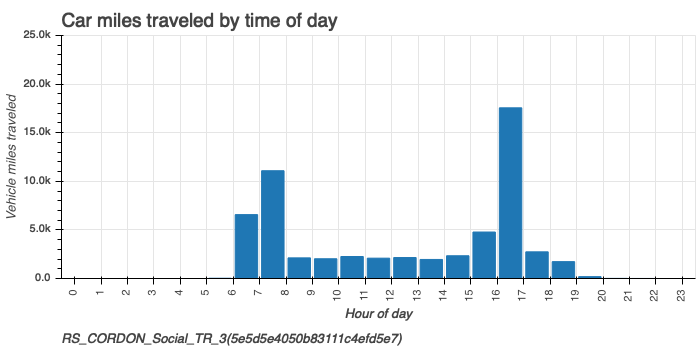 Car miles traveled by time of day
25.0k
20.0k
15.0k
10.0k
5.0k
0.0
Vehicle miles traveled
0 1 2 3 4 5 6 7 8 9 10 11 12 13 14 15 16 17 18 19 20 21 22 23
Hour of day
RS_CORDON_Social_TR_3(5e5d5e4050b83111c4efd5e7)